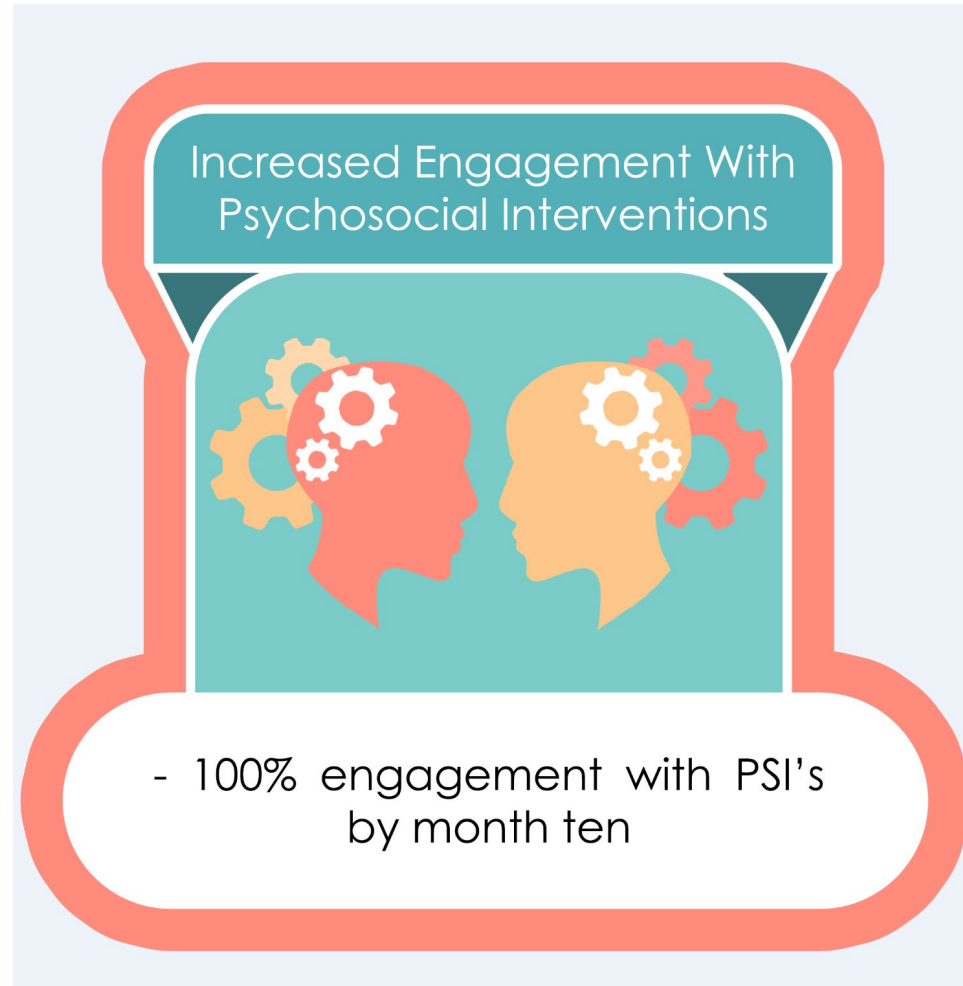 Increased Engagement With
Psychosocial Interventions
- 100% engagement with PSI's
by month ten